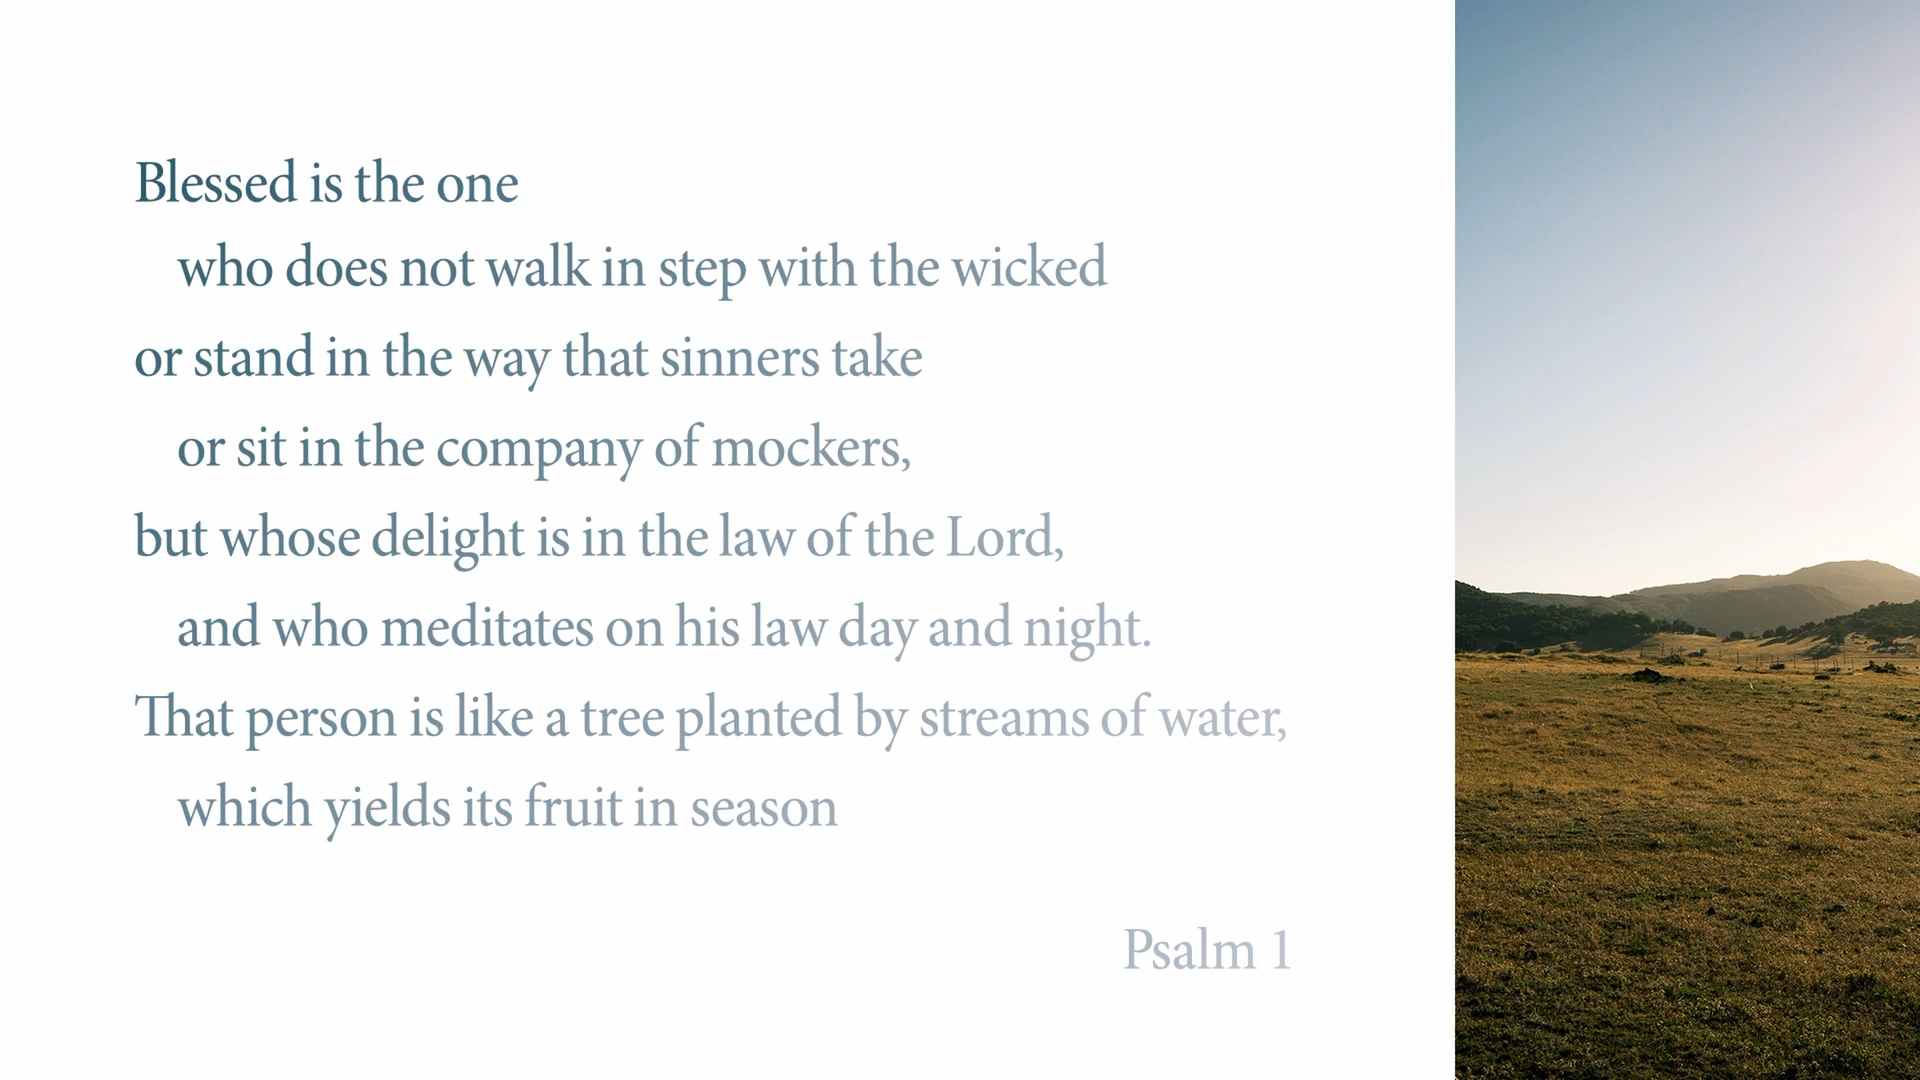 Blessed is the one
who does not walk in step with the wicked
or stand in the way that sinners take
or sit in the company of mockers,
but whose delight is in the law of the Lord,
and who meditates on his law day and night.
That person is like a tree planted by streams of water,
which yields its fruit in season
Psalm 1